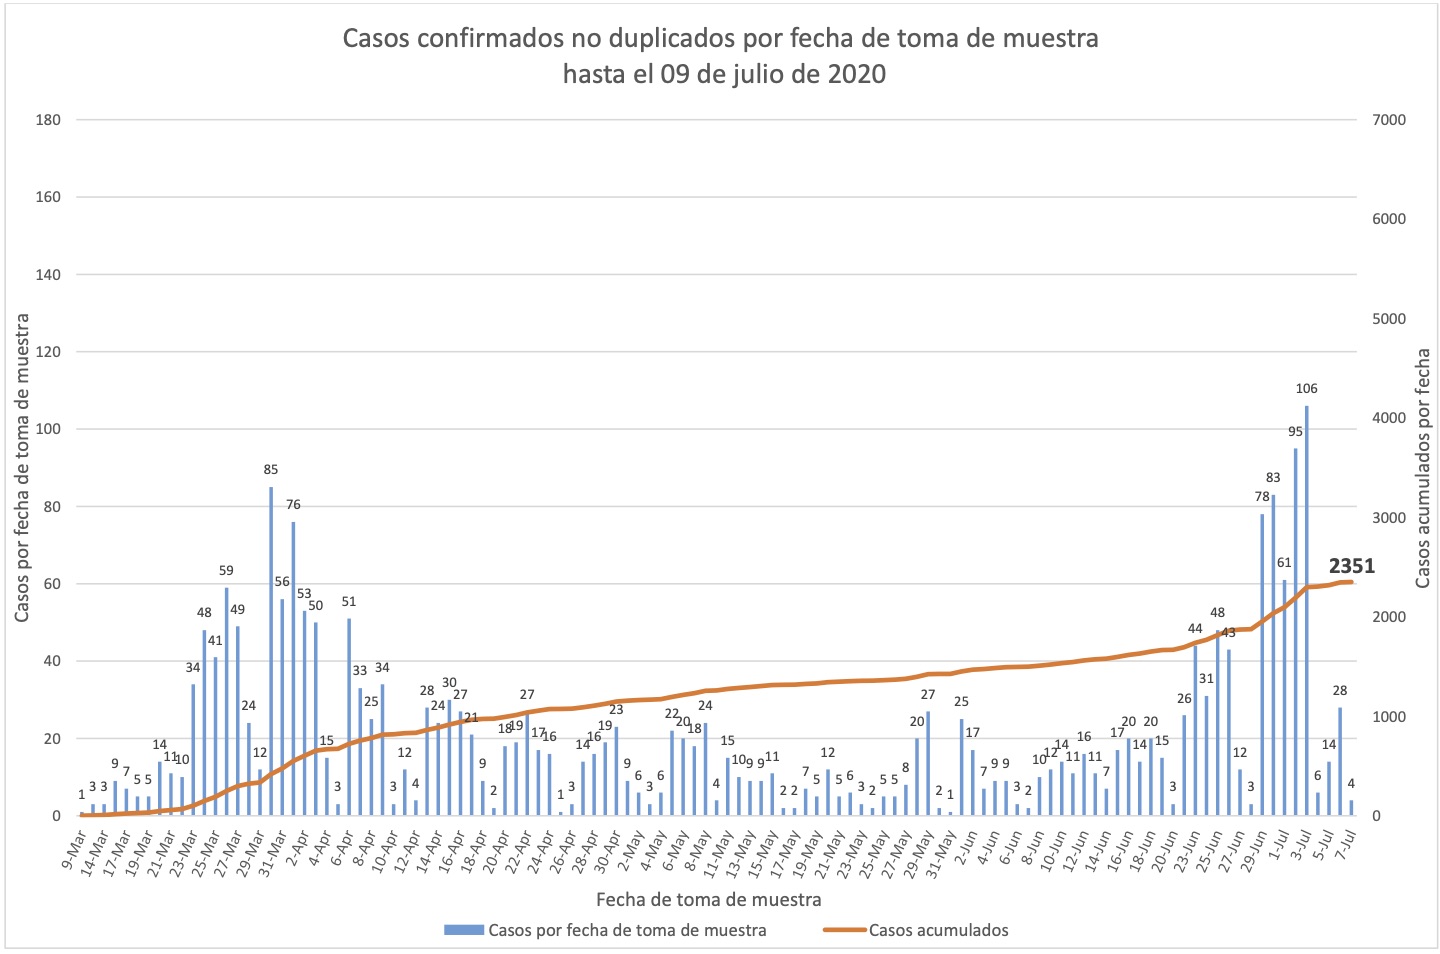 Casos confirmados no duplicados por fecha de toma de muestra
hasta el 09 de julio de 2020
180
160
140
120
100
80
60
40
20
0
Casos por fecha de toma de muestra
7000
6000
5000
4000
3000
2000
1000
0
Casos acumulados por fecha
1 3 3 9 7 5 5 14 11 10 34 48 41 59 49 24 12 85 56 76 53 50 15 3 51 33 25 34 3 12 4 28 24 30 27 21 9 2 18 19 27 17 16 1 3 14 16 19 23 9 6 3 6 22 20 18 24 4 15 10 9 9 11 2 2 7 5 12 5 6 3 2 5 5 8 20 27 2 1 25 17 7 9 9 3 2 10 12 14 11 16 11 7 17 20 14 20 15 3 26 44 31 48 43 12 3 78 83 61 95 106 6 14 28 4
2351
9-Mar 14-Mar 17-Mar 19-Mar 21-Mar 23-Mar 25-Mar 27-Mar 29-Mar 31-Mar 2-Apr 4-Apr 6-Apr 8-Apr 10-Apr 12-Apr 14-Apr 16-Apr 18-Apr 20-Apr 22-Apr 24-Apr 26-Apr 28-Apr 30-Apr 2-May 4-May 6-May 8-May 11-May 13-May 15-May 17-May 19-May 21-May 23-May 25-May 27-May 29-May 31-May 2-Jun 4-Jun 6-Jun 8-Jun 10-Jun 12-Jun 14-Jun 16-Jun 18-Jun 20-Jun 23-Jun 25-Jun 27-Jun 29-Jun 1-Jul 3-Jul 5-Jul 7-Jul
Fecha de toma de muestra
Casos por fecha de toma de muestra
Casos acumulados